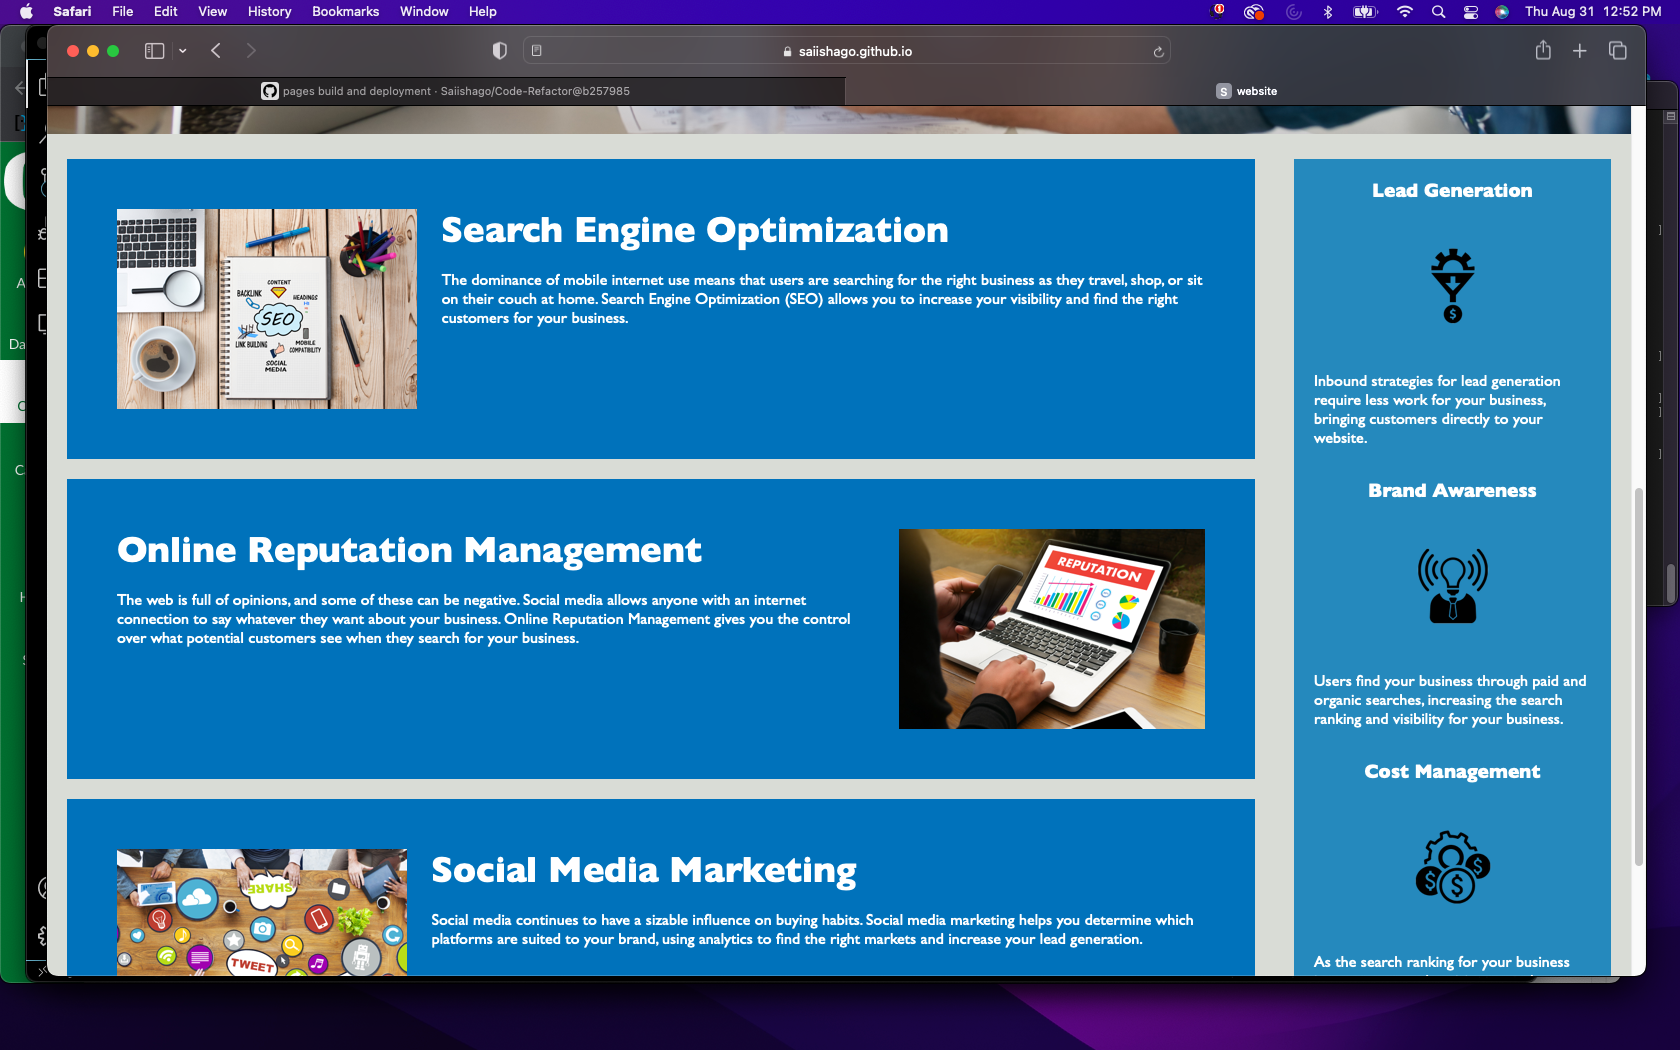 Safari File Edit View History Bookmarks Window Help
Thu Aug 31 12:52 PM
saiishago.github.io
pages build and deployment · Saiishago/Code-Refactor@b257985
S website
Search Engine Optimization
The dominance of mobile internet use means that users are searching for the right business as they travel, shop, or sit
on their couch at home. Search Engine Optimization (SEO) allows you to increase your visibility and find the right
customers for your business.
CONTENT
BACKLINK
HEADINGS
SEO
LINK BUILDING
MOBILE
COMPATIBILITY
SOCIAL
MEDIA
Online Reputation Management
The web is full of opinions, and some of these can be negative. Social media allows anyone with an internet
connection to say whatever they want about your business. Online Reputation Management gives you the control
over what potential customers see when they search for your business.
REPUTATION
Social Media Marketing
Social media continues to have a sizable influence on buying habits. Social media marketing helps you determine which
platforms are suited to your brand, using analytics to find the right markets and increase your lead generation.
SHARE
TWEET
Lead Generation
Inbound strategies for lead generation
require less work for your business,
bringing customers directly to your
website.
Brand Awareness
Users find your business through paid and
organic searches, increasing the search
ranking and visibility for your business.
Cost Management
As the search ranking for your business
Da